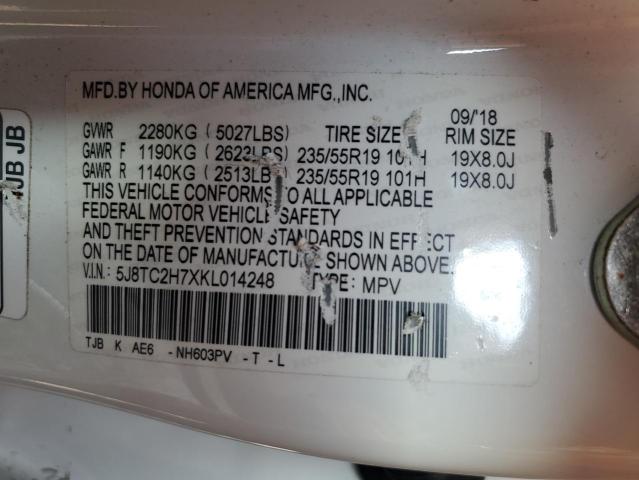 MFD.BY HONDA OF AMERICA MFG.,INC.
09/'18
GVWR 2280KG ( 5027LBS) TIRE SIZE RIM SIZE
GAWR F 1190KG ( 2623LBS) 235/55R19 101H 19X8.0J
GAWR R 1140KG ( 2513LBS) 235/55R19 101H 19X8.0J
THIS VEHICLE CONFORMS TO ALL APPLICABLE
FEDERAL MOTOR VEHICLE SAFETY
AND THEFT PREVENTION STANDARDS IN EFFECT
ON THE DATE OF MANUFACTURE SHOWN ABOVE.
V.I.N.: 5J8TC2H7XKL014248 TYPE: MPV
TJB K AE6 -NH603PV -T -L
JB JB